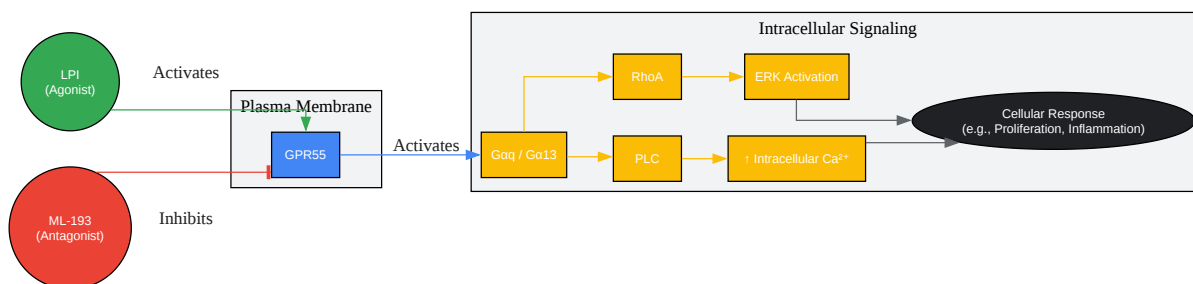 LPI
(Agonist)
Activates
ML-193
(Antagonist)
Inhibits
Plasma Membrane
GPR55
Activates
Intracellular Signaling
Gαq / Gα13
RhoA
ERK Activation
PLC
↑ Intracellular Ca²⁺
Cellular Response
(e.g., Proliferation, Inflammation)